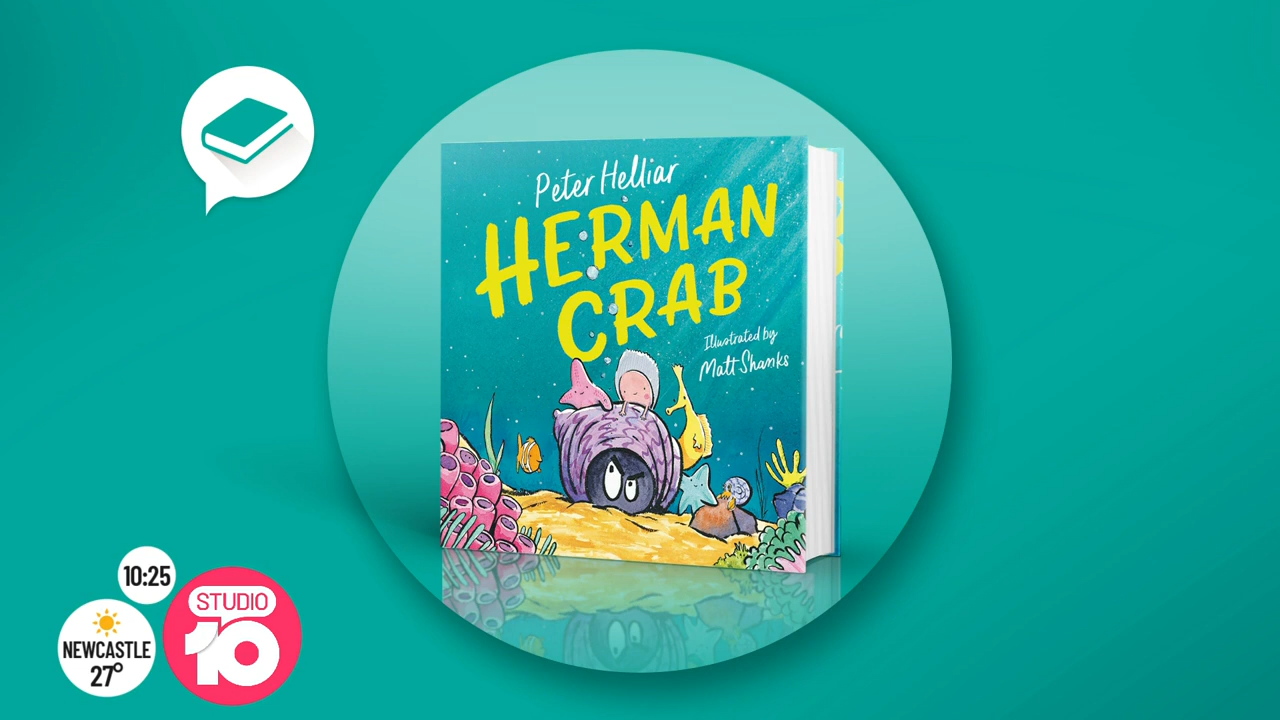 Peter Helliar
HERMAN
CRAB
Illustrated by
Matt Shanks
10:25
STUDIO
10
NEWCASTLE
27°